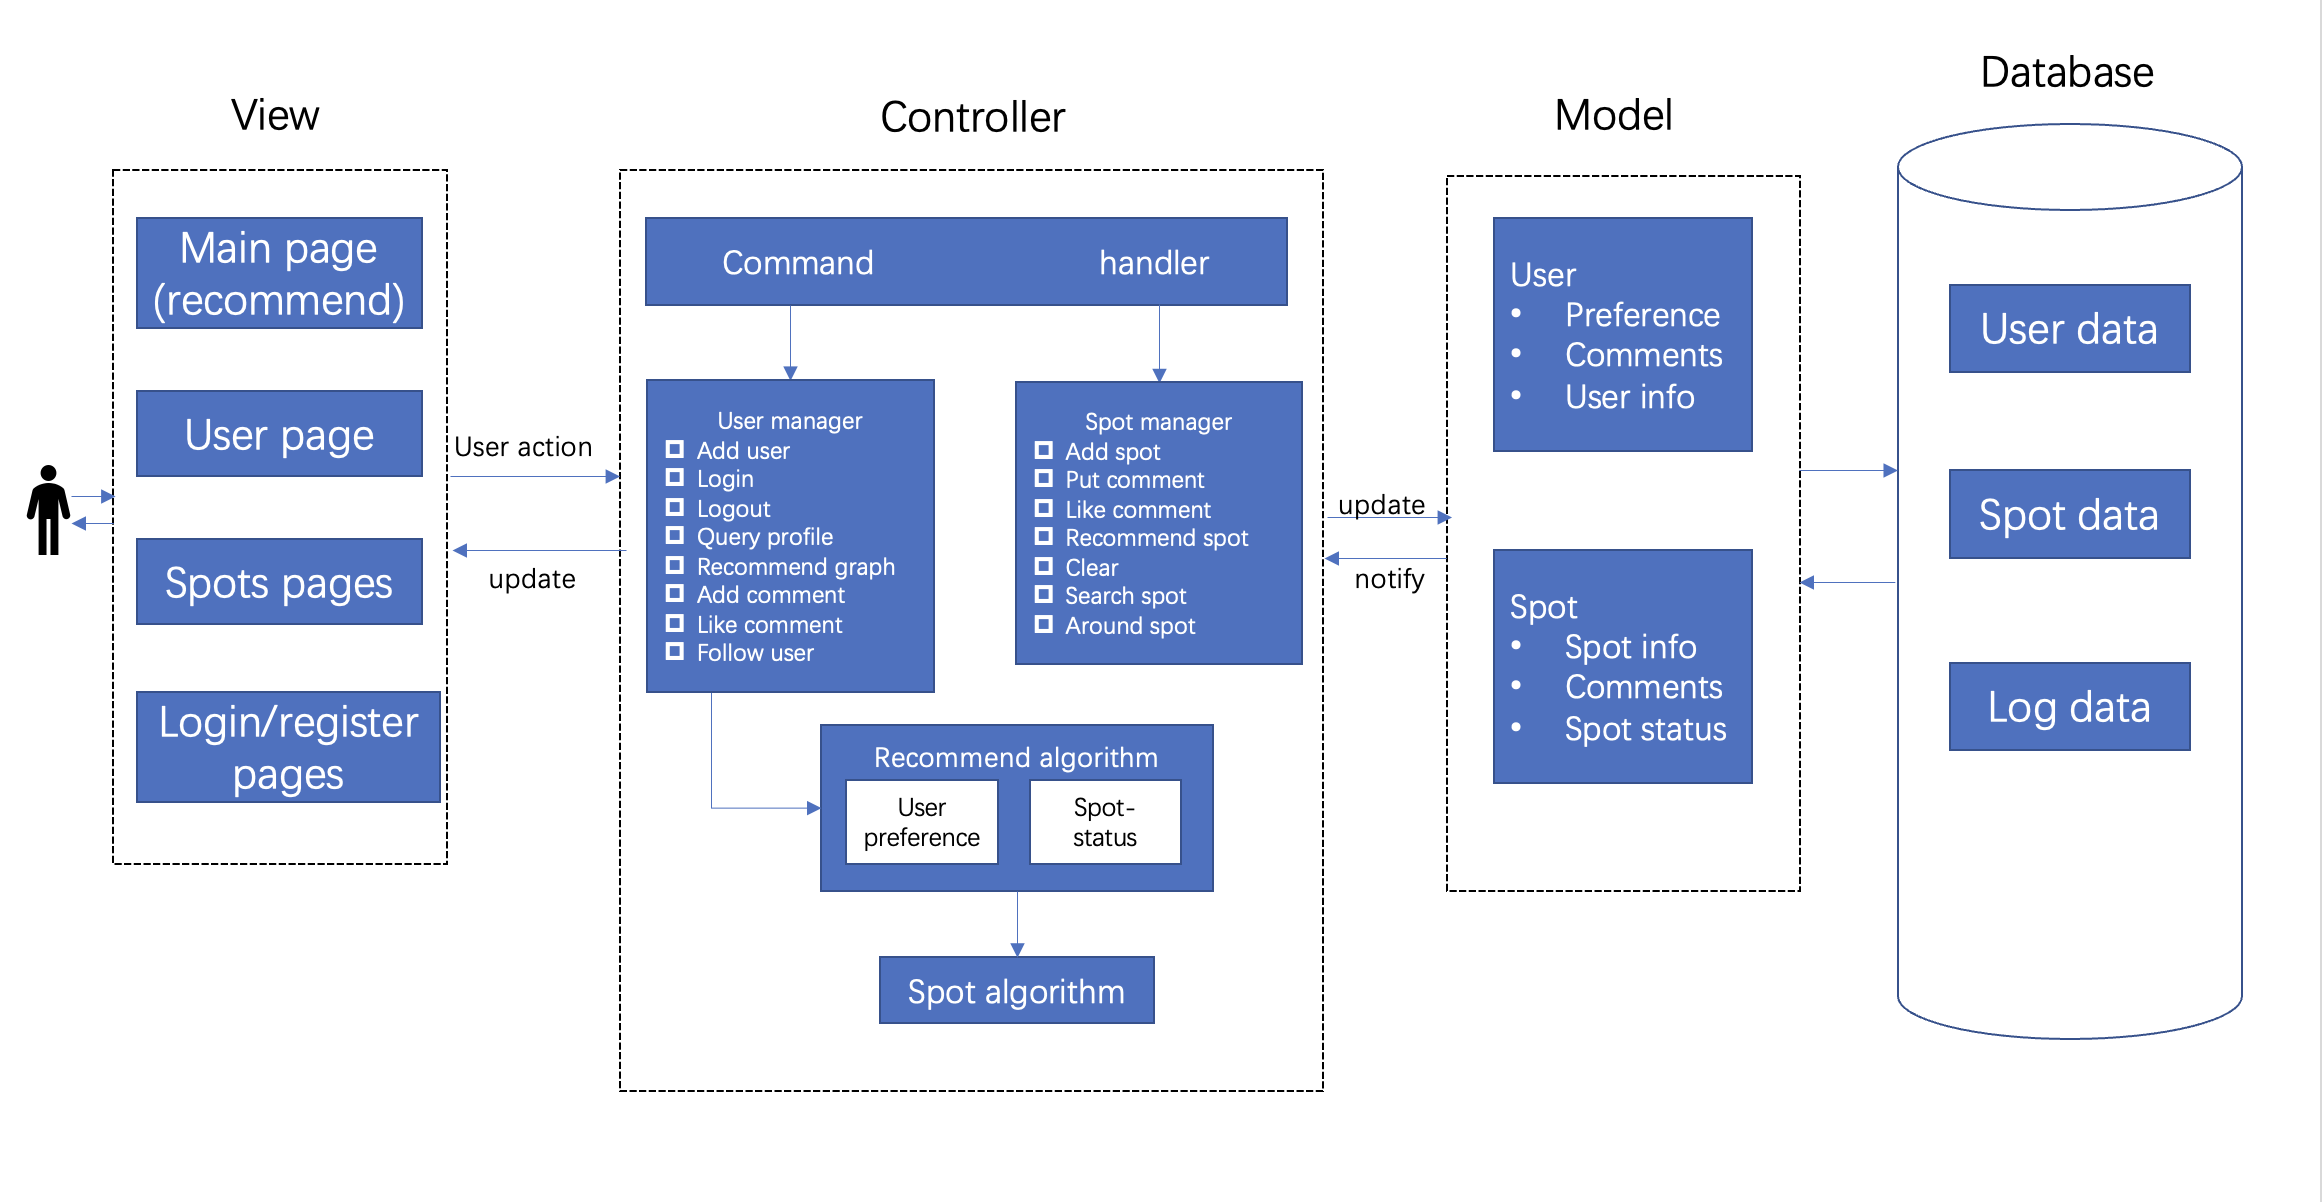 View
Main page
(recommend)
User page
Spots pages
Login/register
pages
User action
update
Controller
Command handler
User manager
Add user
Login
Logout
Query profile
Recommend graph
Add comment
Like comment
Follow user
Spot manager
Add spot
Put comment
Like comment
Recommend spot
Clear
Search spot
Around spot
Recommend algorithm
User
preference
Spot-
status
Spot algorithm
update
notify
Model
User
• Preference
• Comments
• User info
Spot
• Spot info
• Comments
• Spot status
Database
User data
Spot data
Log data